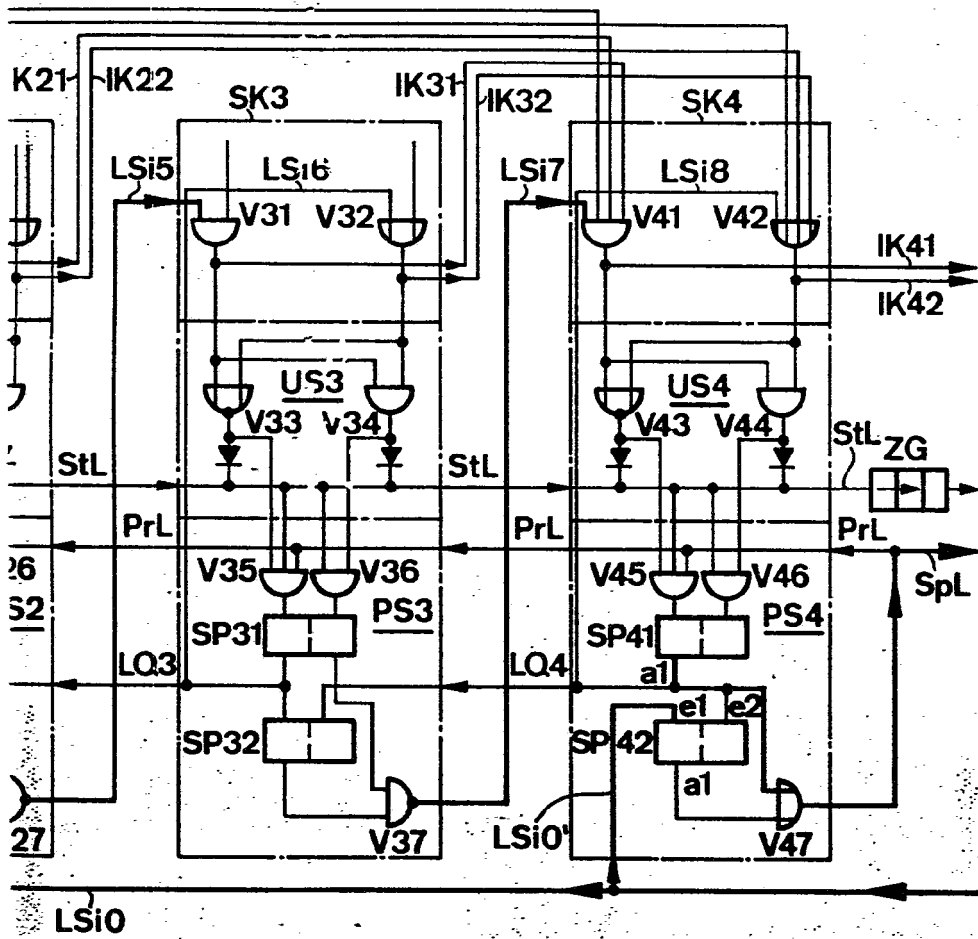 K21
IK22
SK3
IK31
IK32
SK4
LSi5
LSi6
LSi7
LSi8
V31
V32
V41
V42
IK41
IK42
US3
US4
V33
V34
V43
V44
StL
StL
StL
ZG
PrL
PrL
PrL
26
V35
V36
V45
V46
SpL
S2
SP31
PS3
SP41
PS4
LQ3
LQ4
a1
e1
e2
SP32
SP42
a1
27
V37
LSi0'
V47
LSi0